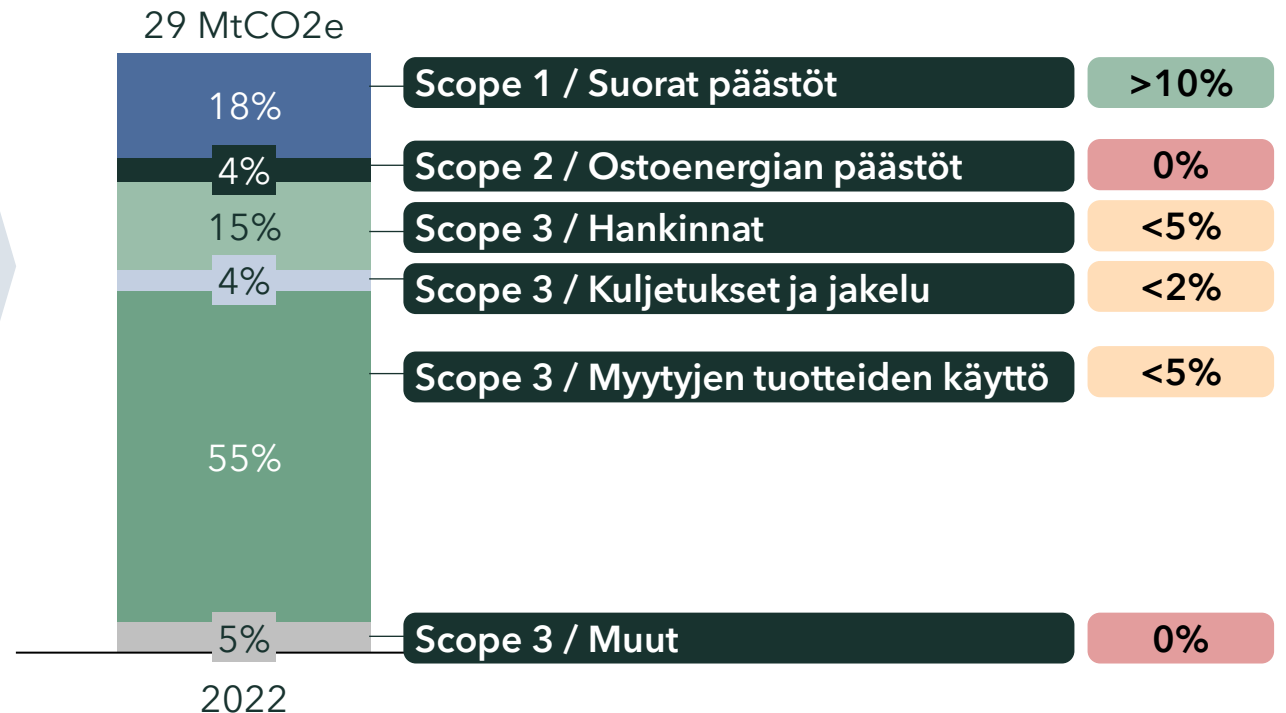 29 MtCO2e
18%
Scope 1 / Suorat päästöt
>10%
4%
Scope 2 / Ostoenergian päästöt
0%
15%
Scope 3 / Hankinnat
<5%
4%
Scope 3 / Kuljetukset ja jakelu
<2%
Scope 3 / Myytyjen tuotteiden käyttö
<5%
55%
5%
Scope 3 / Muut
0%
2022